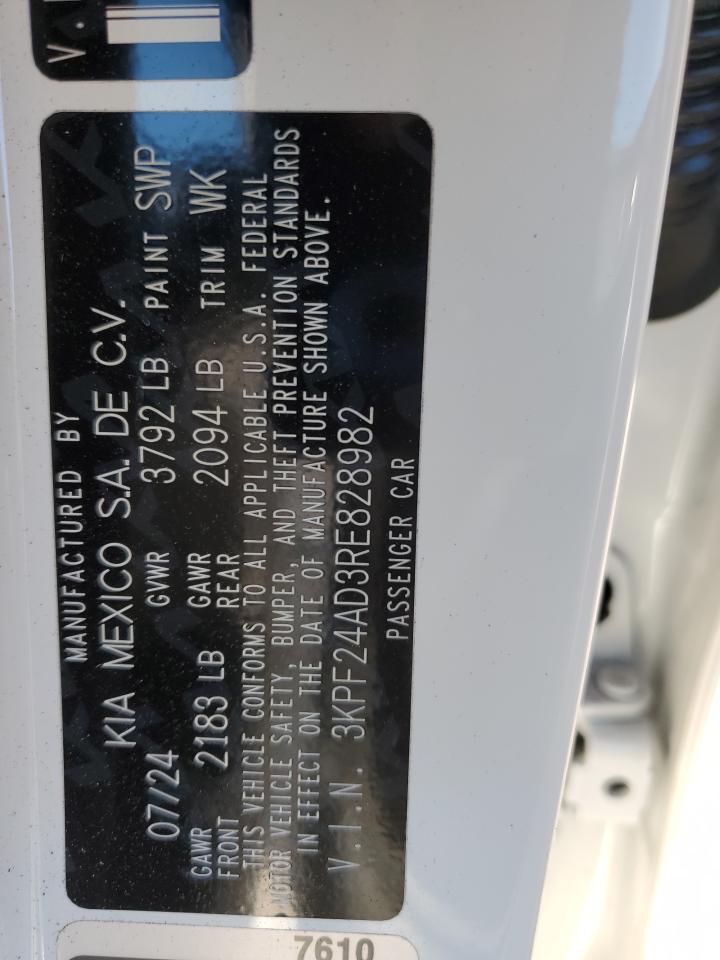 V.I
MANUFACTURED BY
KIA MEXICO S.A. DE C.V.
07/24 GVWR 3792 LB PAINT SWP
GAWR FRONT 2183 LB GAWR REAR 2094 LB TRIM WK
THIS VEHICLE CONFORMS TO ALL APPLICABLE U.S.A. FEDERAL
MOTOR VEHICLE SAFETY, BUMPER, AND THEFT PREVENTION STANDARDS
IN EFFECT ON THE DATE OF MANUFACTURE SHOWN ABOVE.
V.I.N. 3KPF24AD3RE828982
PASSENGER CAR
7610